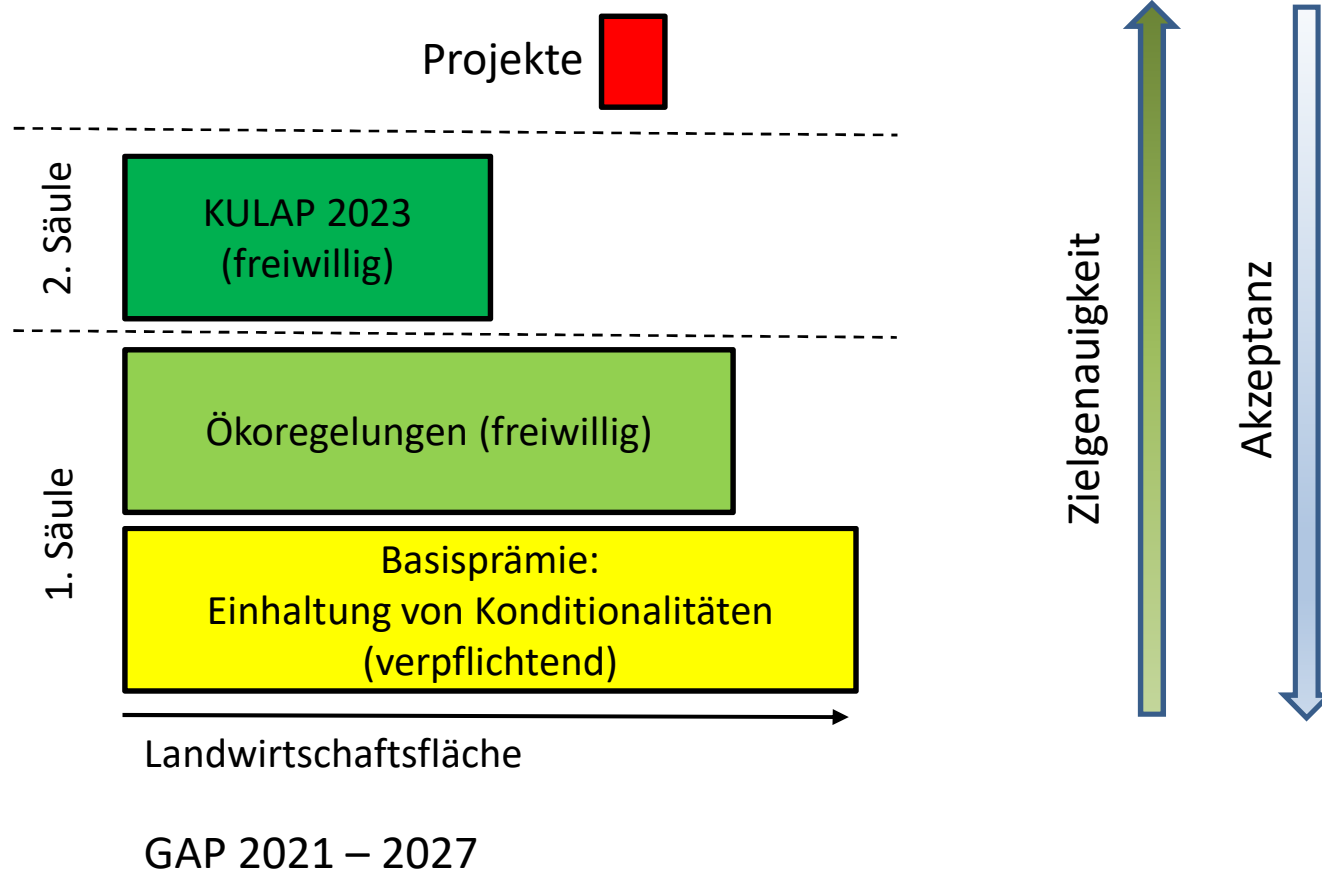 Projekte
2. Säule
KULAP 2023
(freiwillig)
1. Säule
Ökoregelungen (freiwillig)
Basisprämie:
Einhaltung von Konditionalitäten
(verpflichtend)
Landwirtschaftsfläche
GAP 2021 – 2027
Zielgenauigkeit
Akzeptanz